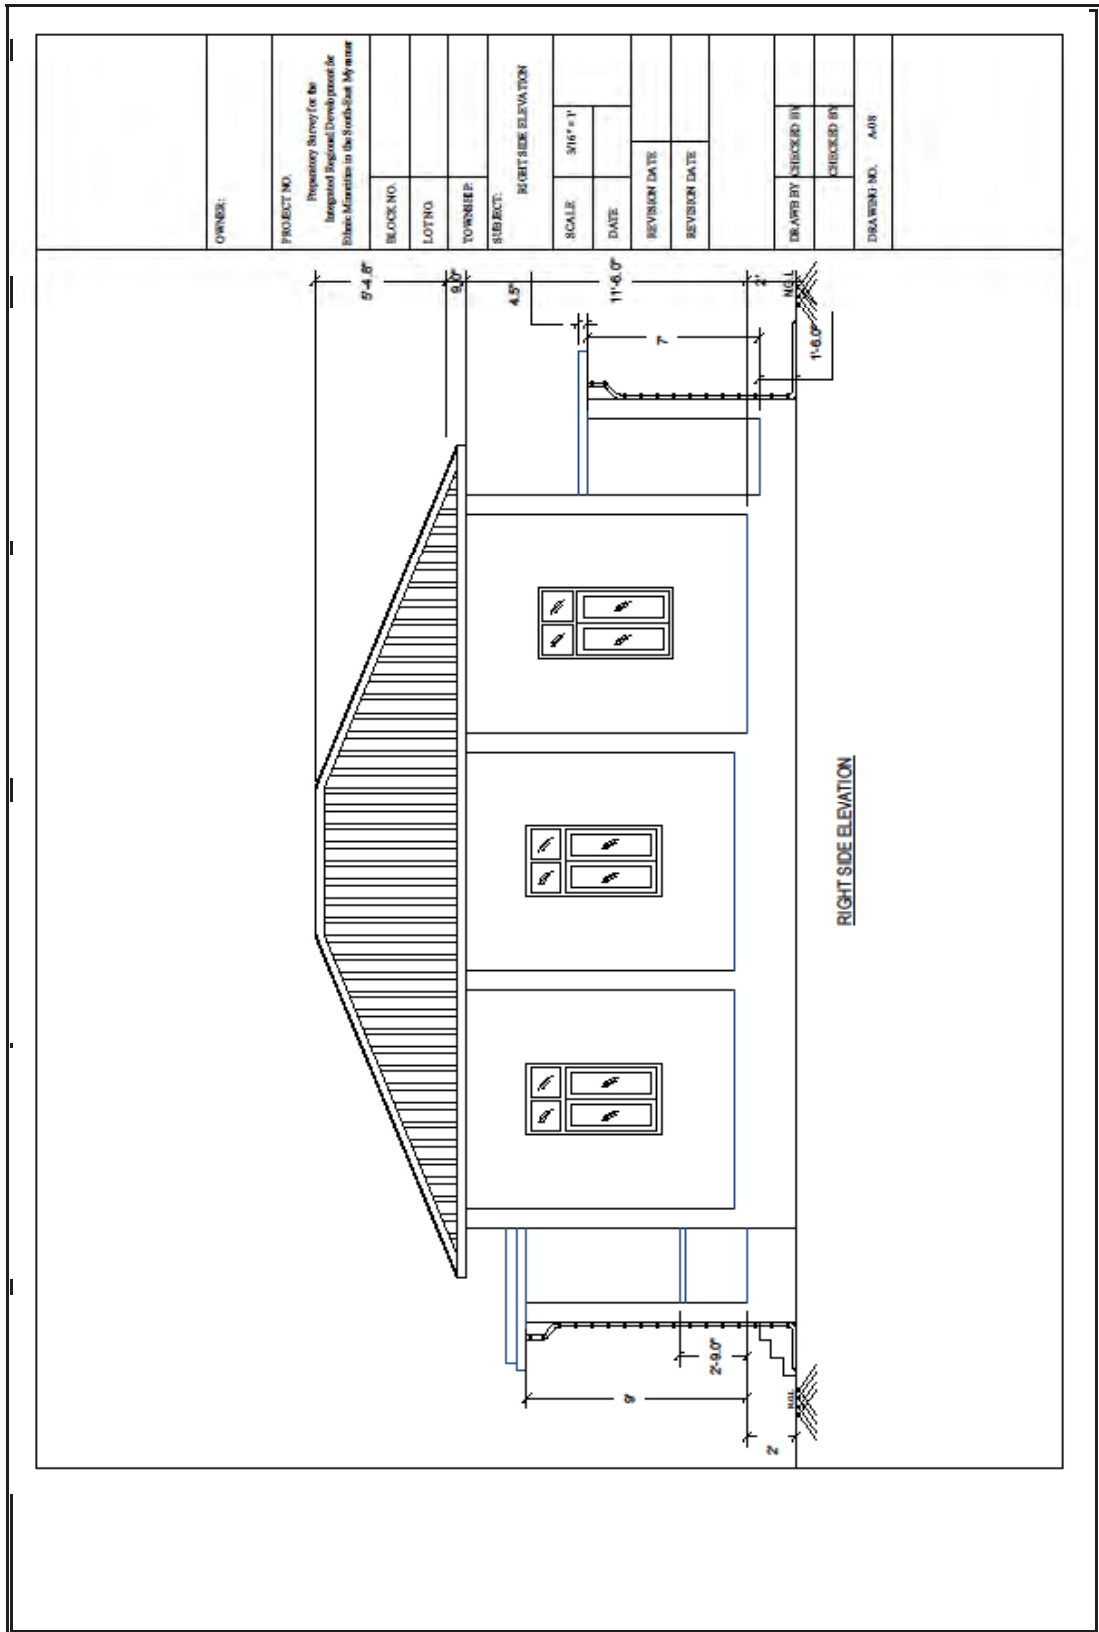 OWNER:
PROJECT NO.
Preparatory Survey for the
Integrated Regional Development for
Ethnic Minorities in the South-East Myanmar
BLOCK NO.
LOT NO.
TOWNSHIP.
SUBJECT:
RIGHT SIDE ELEVATION
SCALE 3/16" = 1'
DATE
REVISION DATE
REVISION DATE
DRAWB BY CHECKED BY
CHECKED BY
DRAWING NO. A-08
5'-4.8"
9.0"
4.5"
11'-6.0"
7'
2'
N.G.L
1'-6.0"
9'
2'-9.0"
N.G.L
2'
RIGHT SIDE ELEVATION